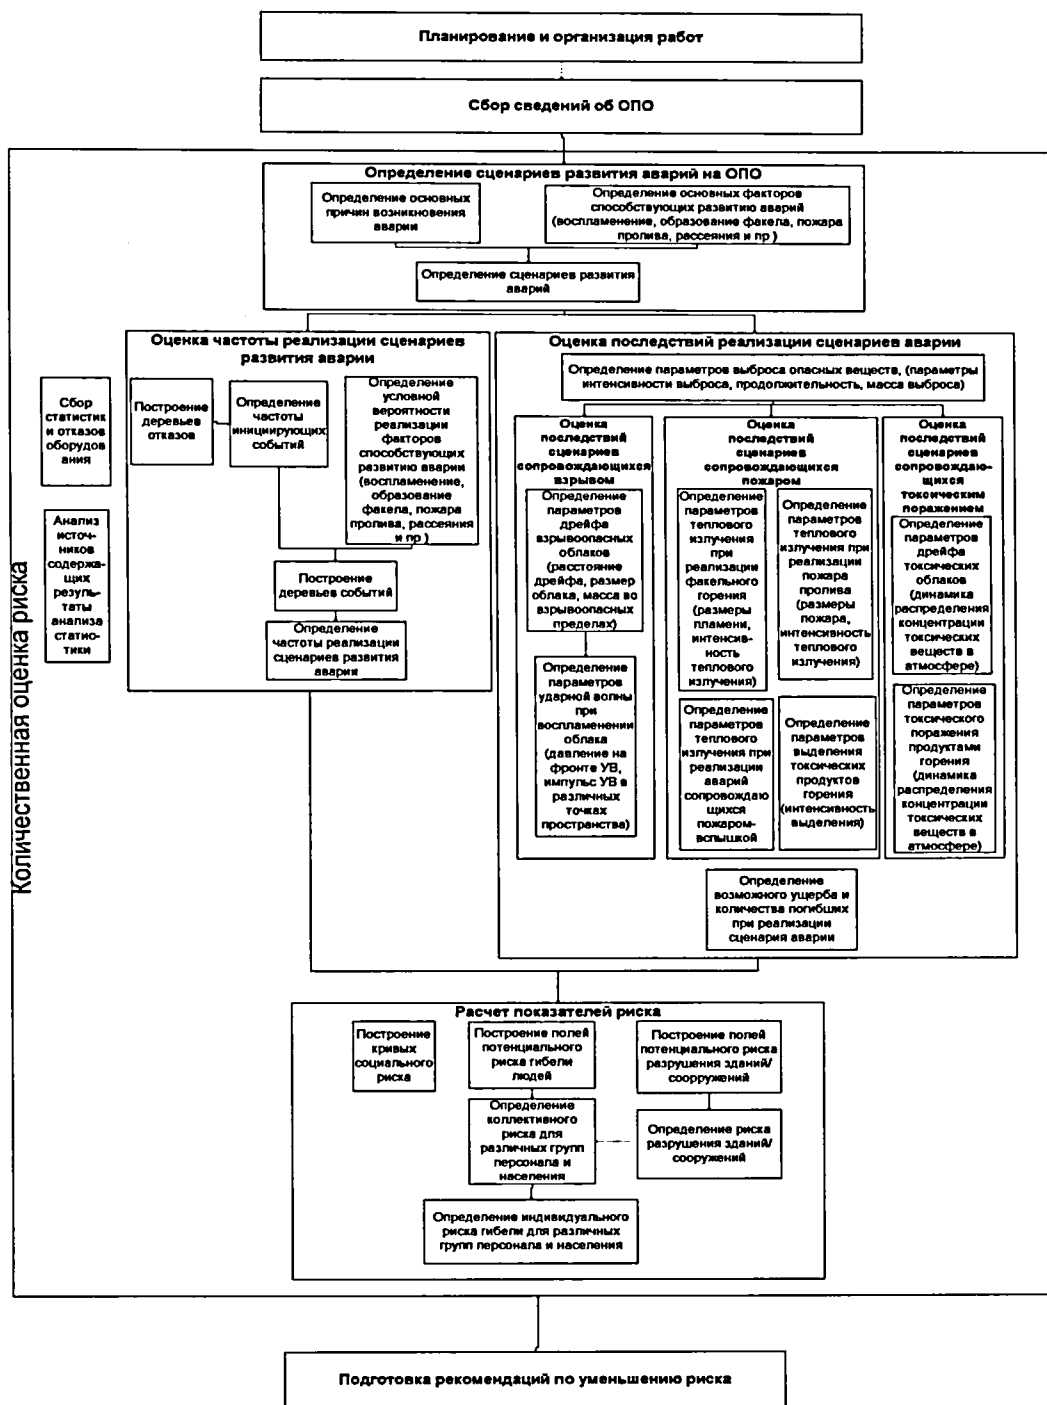 Планирование и организация работ
Сбор сведений об ОПО
Количественная оценка риска
Определение сценариев развития аварий на ОПО
Определение основных
причин возникновения
аварии
Определение основных факторов
способствующих развитию аварий
(воспламенение, образование факела, пожара
пролива, рассеяния и пр )
Определение сценариев развития
аварий
Сбор
статистик
и отказов
оборудов
ания
Анализ
источ-
ников
содержа-
щих
резуль-
таты
анализа
статис-
тики
Оценка частоты реализации сценариев
развития аварии
Построение
деревьев
отказов
Определение
частоты
инициирующих
событий
Определение
условной
вероятности
реализации
факторов
способствующих
развитию аварии
(воспламенение,
образование
факела, пожара
пролива, рассеяния
и пр )
Построение
деревьев событий
Определение
частоты реализации
сценариев развития
аварии
Оценка последствий реализации сценариев аварии
Определение параметров выброса опасных веществ, (параметры
интенсивности выброса, продолжительность, масса выброса)
Оценка
последствий
сценариев
сопровождающихся
взрывом
Определение
параметров
дрейфа
взрывоопасных
облаков
(расстояние
дрейфа, размер
облака, масса во
взрывоопасных
пределах)
Определение
параметров
ударной волны
при
воспламенении
облака
(давление на
фронте УВ,
импульс УВ в
различных
точках
пространства)
Оценка
последствий
сценариев
сопровождающихся
пожаром
Определение
параметров
теплового
излучения
при
реализации
факельного
горения
(размеры
пламени,
интенсив-
ность
теплового
излучения)
Определение
параметров
теплового
излучения при
реализации
пожара
пролива
(размеры
пожара,
интенсивность
теплового
излучения)
Определение
параметров
теплового
излучения при
реализации
аварий
сопровождаю
щихся
пожаром-
вспышкой
Определение
параметров
выделения
токсических
продуктов
горения
(интенсивность
выделения)
Оценка
последствий
сценариев
сопровождаю-
щихся
токсическим
поражением
Определение
параметров
дрейфа
токсических
облаков
(динамика
распределения
концентрации
токсических
веществ в
атмосфере)
Определение
параметров
токсического
поражения
продуктами
горения
(динамика
распределения
концентрации
токсических
веществ в
атмосфере)
Определение
возможного ущерба и
количества погибших
при реализации
сценария аварии
Расчет показателей риска
Построение
кривых
социального
риска
Построение полей
потенциального
риска гибели
людей
Построение полей
потенциального риска
разрушения зданий/
соорружений
Определение
коллективного
риска для
различных групп
персонала и
населения
Определение риска
разрушения зданий/
сооружений
Определение индивидуального
риска гибели для различных
групп персонала и населения
Подготовка рекомендаций по уменьшению риска